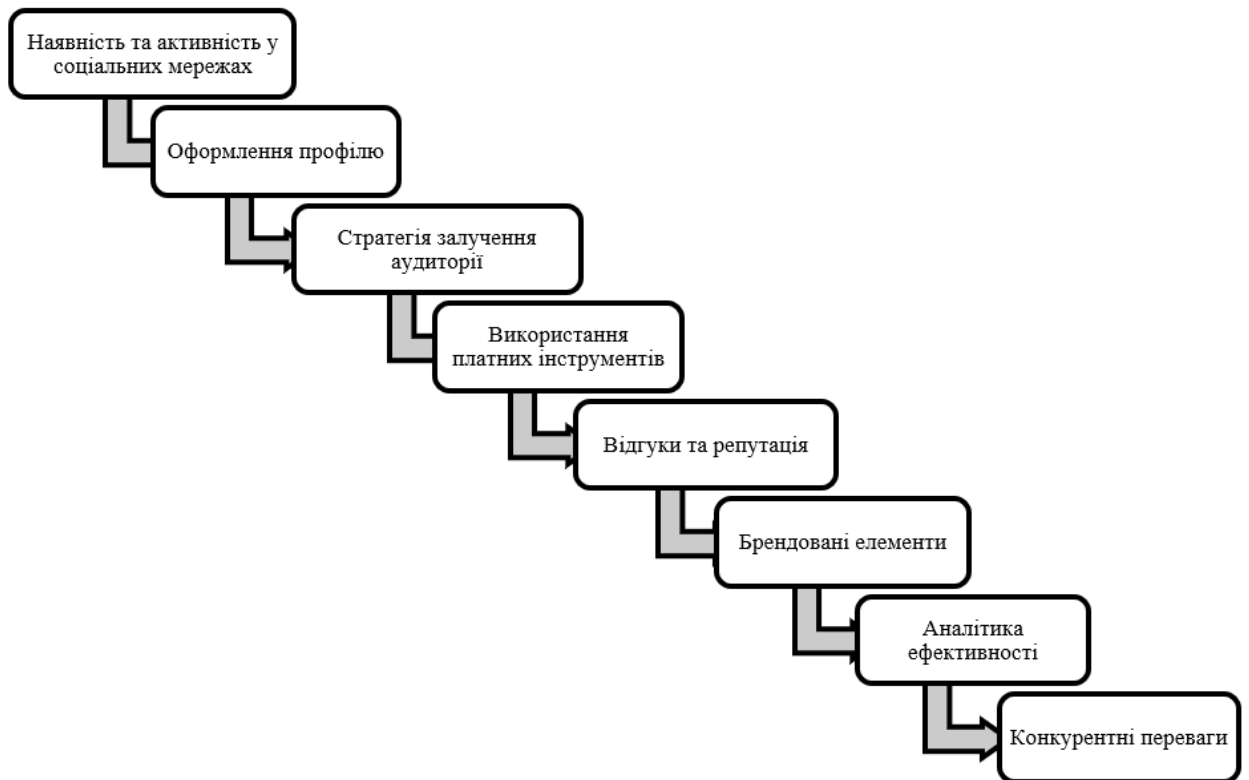 Наявність та активність у
соціальних мережах
Оформлення профілю
Стратегія залучення
аудиторії
Використання
платних інструментів
Відгуки та репутація
Брендовані елементи
Аналітика
ефективності
Конкурентні переваги